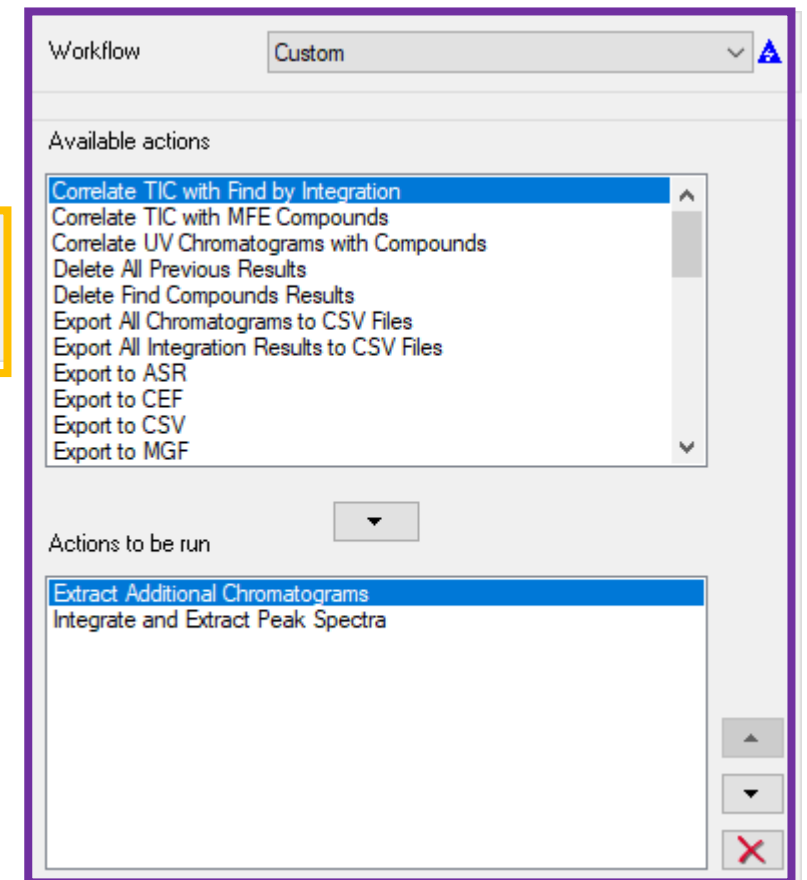 Workflow Custom
Available actions
Correlate TIC with Find by Integration
Correlate TIC with MFE Compounds
Correlate UV Chromatograms with Compounds
Delete All Previous Results
Delete Find Compounds Results
Export All Chromatograms to CSV Files
Export All Integration Results to CSV Files
Export to ASR
Export to CEF
Export to CSV
Export to MGF
Actions to be run
Extract Additional Chromatograms
Integrate and Extract Peak Spectra